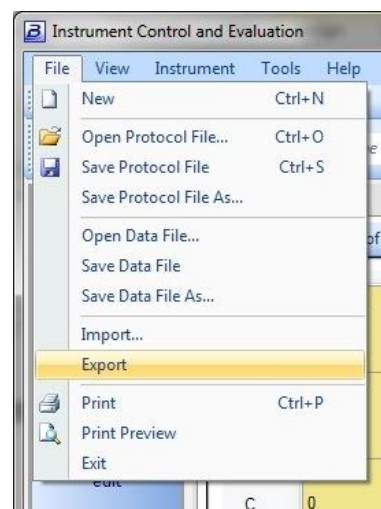 Instrument Control and Evaluation
File View Instrument Tools Help
New Ctrl+N
Open Protocol File... Ctrl+O
Save Protocol File Ctrl+S
Save Protocol File As...
Open Data File...
Save Data File
Save Data File As...
Import...
Export
Print Ctrl+P
Print Preview
Exit
edit
C 0